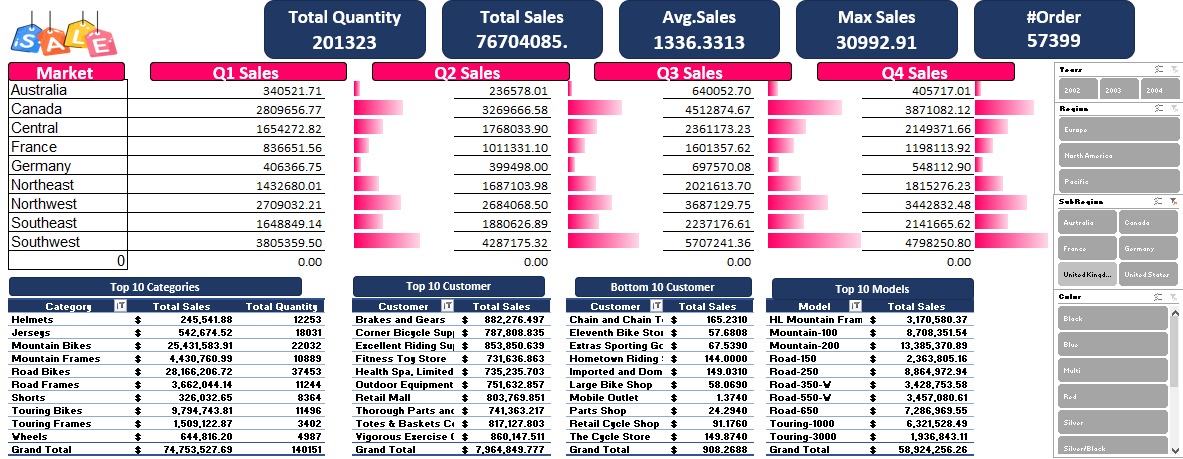 iSALE
Total Quantity
201323
Total Sales
76704085.
Avg.Sales
1336.3313
Max Sales
30992.91
#Order
57399
Market Q1 Sales Q2 Sales Q3 Sales Q4 Sales
Australia 340521.71 236578.01 640052.70 405717.01
Canada 2809656.77 3269666.58 4512874.67 3871082.12
Central 1654272.82 1768033.90 2361173.23 2149371.66
France 836651.56 1011331.10 1601357.62 1198113.92
Germany 406366.75 399498.00 697570.08 548112.90
Northeast 1432680.01 1687103.98 2021613.70 1815276.23
Northwest 2709032.21 2684068.50 3687129.75 3442832.48
Southeast 1648849.14 1880626.89 2237176.61 2141665.62
Southwest 3805359.50 4287175.32 5707241.36 4798250.80
0 0.00 0.00 0.00 0.00
Years
2002 2003 2004
Region
Europe
North America
Pacific
SubRegion
Australia Canada
France Germany
United Kingd... United States
Color
Black
Blue
Multi
Red
Silver
Silver/Black
Top 10 Categories
Category Total Sales Total Quantity
Helmets $ 245,541.88 12253
Jerseys $ 542,674.52 18031
Mountain Bikes $ 25,431,583.91 22032
Mountain Frames $ 4,430,760.99 10889
Road Bikes $ 28,166,206.72 37453
Road Frames $ 3,662,044.14 11244
Shorts $ 326,032.65 8364
Touring Bikes $ 9,794,743.81 11496
Touring Frames $ 1,509,122.87 3402
Wheels $ 644,816.20 4987
Grand Total $ 74,753,527.69 140151
Top 10 Customer
Customer Total Sales
Brakes and Gears $ 882,276.497
Corner Bicycle Sup $ 787,808.835
Excellent Riding Su $ 853,850.639
Fitness Toy Store $ 731,636.863
Health Spa, Limited $ 735,235.703
Outdoor Equipment $ 751,632.857
Retail Mall $ 803,769.851
Thorough Parts and $ 741,363.217
Totes & Baskets C $ 817,127.803
Vigorous Exercise ( $ 860,147.511
Grand Total $ 7,964,849.777
Bottom 10 Customer
Customer Total Sales
Chain and Chain T $ 165.2310
Eleventh Bike Stor $ 57.6808
Extras Sporting Go $ 67.5390
Hometown Riding $ 144.0000
Imported and Dom $ 149.0310
Large Bike Shop $ 58.0690
Mobile Outlet $ 1.3740
Parts Shop $ 24.2940
Retail Cycle Shop $ 91.1760
The Cycle Store $ 149.8740
Grand Total $ 908.2688
Top 10 Models
Model Total Sales
HL Mountain Fram $ 3,170,580.37
Mountain-100 $ 8,708,351.54
Mountain-200 $ 13,385,370.89
Road-150 $ 2,363,805.16
Road-250 $ 8,864,972.94
Road-350-W $ 3,428,753.58
Road-550-W $ 3,457,080.61
Road-650 $ 7,286,969.55
Touring-1000 $ 6,321,528.49
Touring-3000 $ 1,936,843.11
Grand Total $ 58,924,256.26